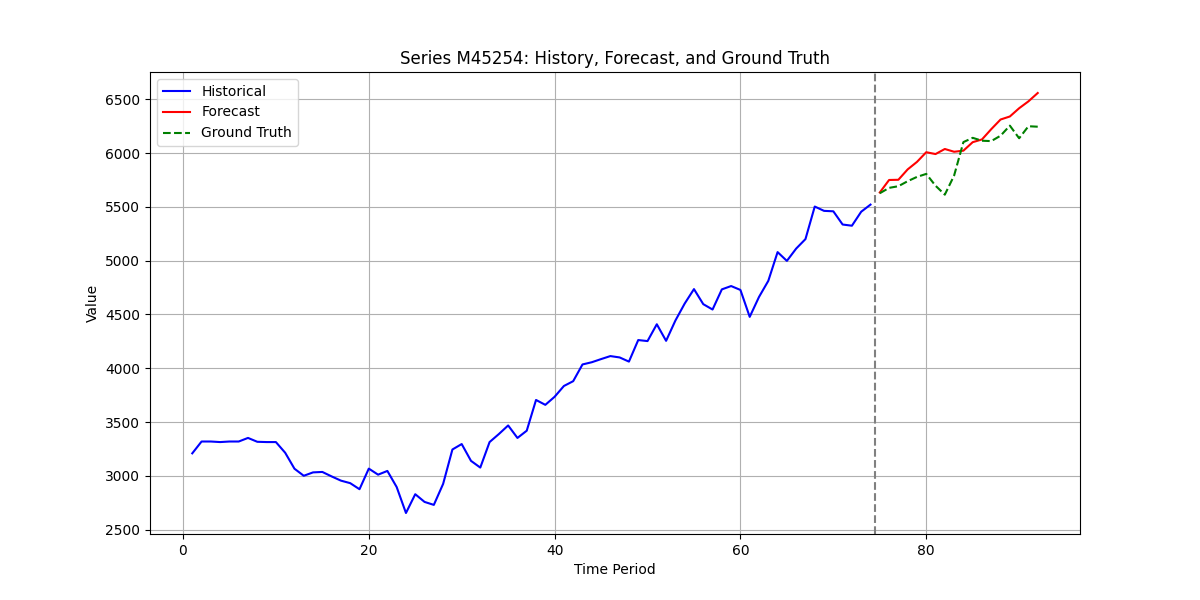 Series M45254: History, Forecast, and Ground Truth
Historical
Forecast
Ground Truth
6500
6000
5500
5000
4500
4000
3500
3000
2500
Value
0 20 40 60 80
Time Period